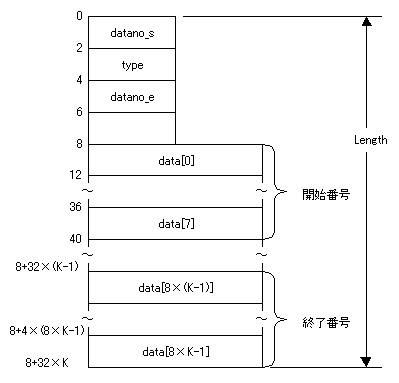 0
datano_s
2
type
4
datano_e
6
8
data[0]
12
Length
開始番号
～ ～
36
data[7]
40
～ ～
8+32×(K-1)
data[8×(K-1)]
終了番号
～ ～
8+4×(8×K-1)
data[8×K-1]
8+32×K